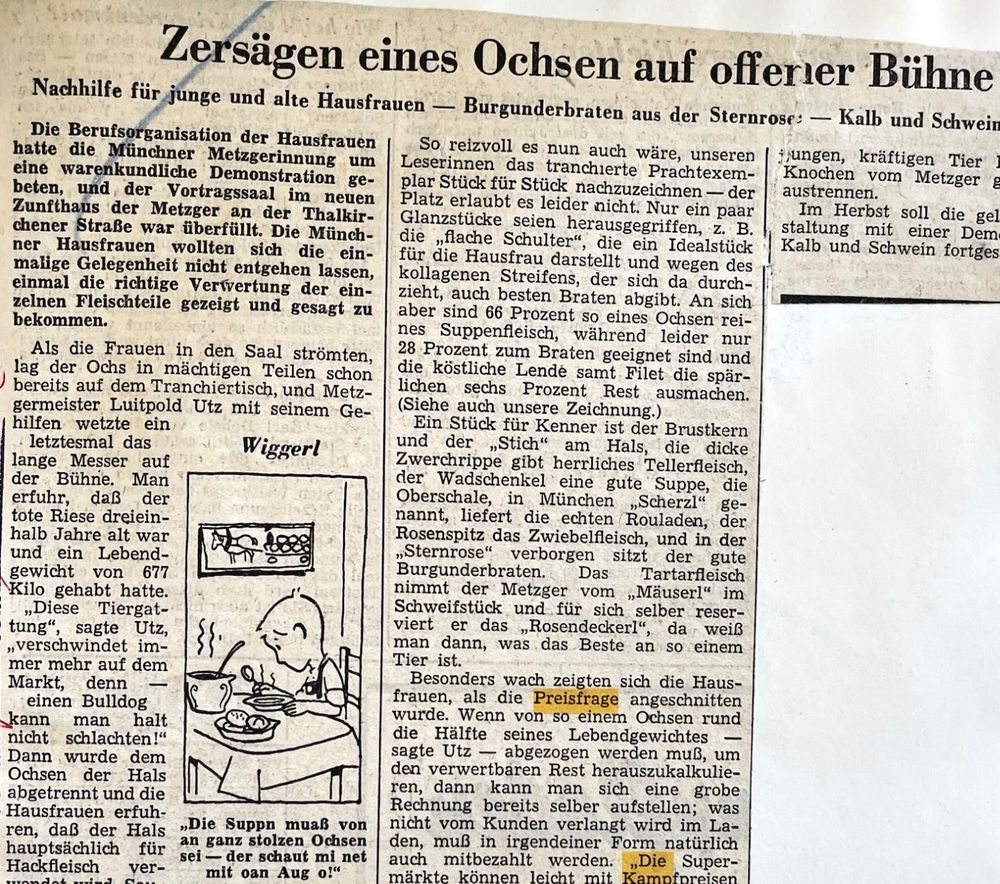 Zersägen eines Ochsen auf offener Bühne
Nachhilfe für junge und alte Hausfrauen — Burgunderbraten aus der Sternrose — Kalb und Schwein
Die Berufsorganisation der Hausfrauen
hatte die Münchner Metzgerinnung um
eine warenkundliche Demonstration ge-
beten, und der Vortragssaal im neuen
Zunfthaus der Metzger an der Thalkir-
chener Straße war überfüllt. Die Münch-
ner Hausfrauen wollten sich die ein-
malige Gelegenheit nicht entgehen lassen,
einmal die richtige Verwertung der ein-
zelnen Fleischteile gezeigt und gesagt zu
bekommen.
Als die Frauen in den Saal strömten,
lag der Ochs in mächtigen Teilen schon
bereits auf dem Tranchiertisch, und Metz-
germeister Luitpold Utz mit seinem Ge-
hilfen wetzte ein
letztesmal das
lange Messer auf
der Bühne. Man
erfuhr, daß der
tote Riese dreiein-
halb Jahre alt war
und ein Lebend-
gewicht von 677
Kilo gehabt hatte.
„Diese Tiergat-
tung“, sagte Utz,
„verschwindet im-
mer mehr auf dem
Markt, denn —
einen Bulldog
kann man halt
nicht schlachten!“
Dann wurde dem
Ochsen der Hals
abgetrennt und die
Hausfrauen erfuh-
ren, daß der Hals
hauptsächlich für
Hackfleisch ver-
wendet wird.
Wiggerl
„Die Suppn muaß von
an ganz stolzen Ochsen
sei — der schaut mi net
mit oan Aug o!“
So reizvoll es nun auch wäre, unseren
Leserinnen das tranchierte Prachtexem-
plar Stück für Stück nachzuzeichnen — der
Platz erlaubt es leider nicht. Nur ein paar
Glanzstücke seien herausgegriffen, z. B.
die „flache Schulter“, die ein Idealstück
für die Hausfrau darstellt und wegen des
kollagenen Streifens, der sich da durch-
zieht, auch besten Braten abgibt. An sich
aber sind 66 Prozent so eines Ochsen rei-
nes Suppenfleisch, während leider nur
28 Prozent zum Braten geeignet sind und
die köstliche Lende samt Filet die spär-
lichen sechs Prozent Rest ausmachen.
(Siehe auch unsere Zeichnung.)
Ein Stück für Kenner ist der Brustkern
und der „Stich“ am Hals, die dicke
Zwerchrippe gibt herrliches Tellerfleisch,
der Wadschenkel eine gute Suppe, die
Oberschale, in München „Scherzl“ ge-
nannt, liefert die echten Rouladen, der
Rosenspitz das Zwiebelfleisch, und in der
„Sternrose“ verborgen sitzt der gute
Burgunderbraten. Das Tartarfleisch
nimmt der Metzger vom „Mäuserl“ im
Schweifstück und für sich selber reser-
viert er das „Rosendeckerl“, da weiß
man dann, was das Beste an so einem
Tier ist.
Besonders wach zeigten sich die Haus-
frauen, als die Preisfrage angeschnitten
wurde. Wenn von so einem Ochsen rund
die Hälfte seines Lebendgewichtes —
sagte Utz — abgezogen werden muß, um
den verwertbaren Rest herauszukalkulie-
ren, dann kann man sich eine grobe
Rechnung bereits selber aufstellen; was
nicht vom Kunden verlangt wird im La-
den, muß in irgendeiner Form natürlich
auch mitbezahlt werden. „Die Super-
märkte können leicht mit Kampfpreisen
jungen, kräftigen Tier
Knochen vom Metzger
austrennen.
Im Herbst soll die
staltung mit einer
Kalb und Schwein